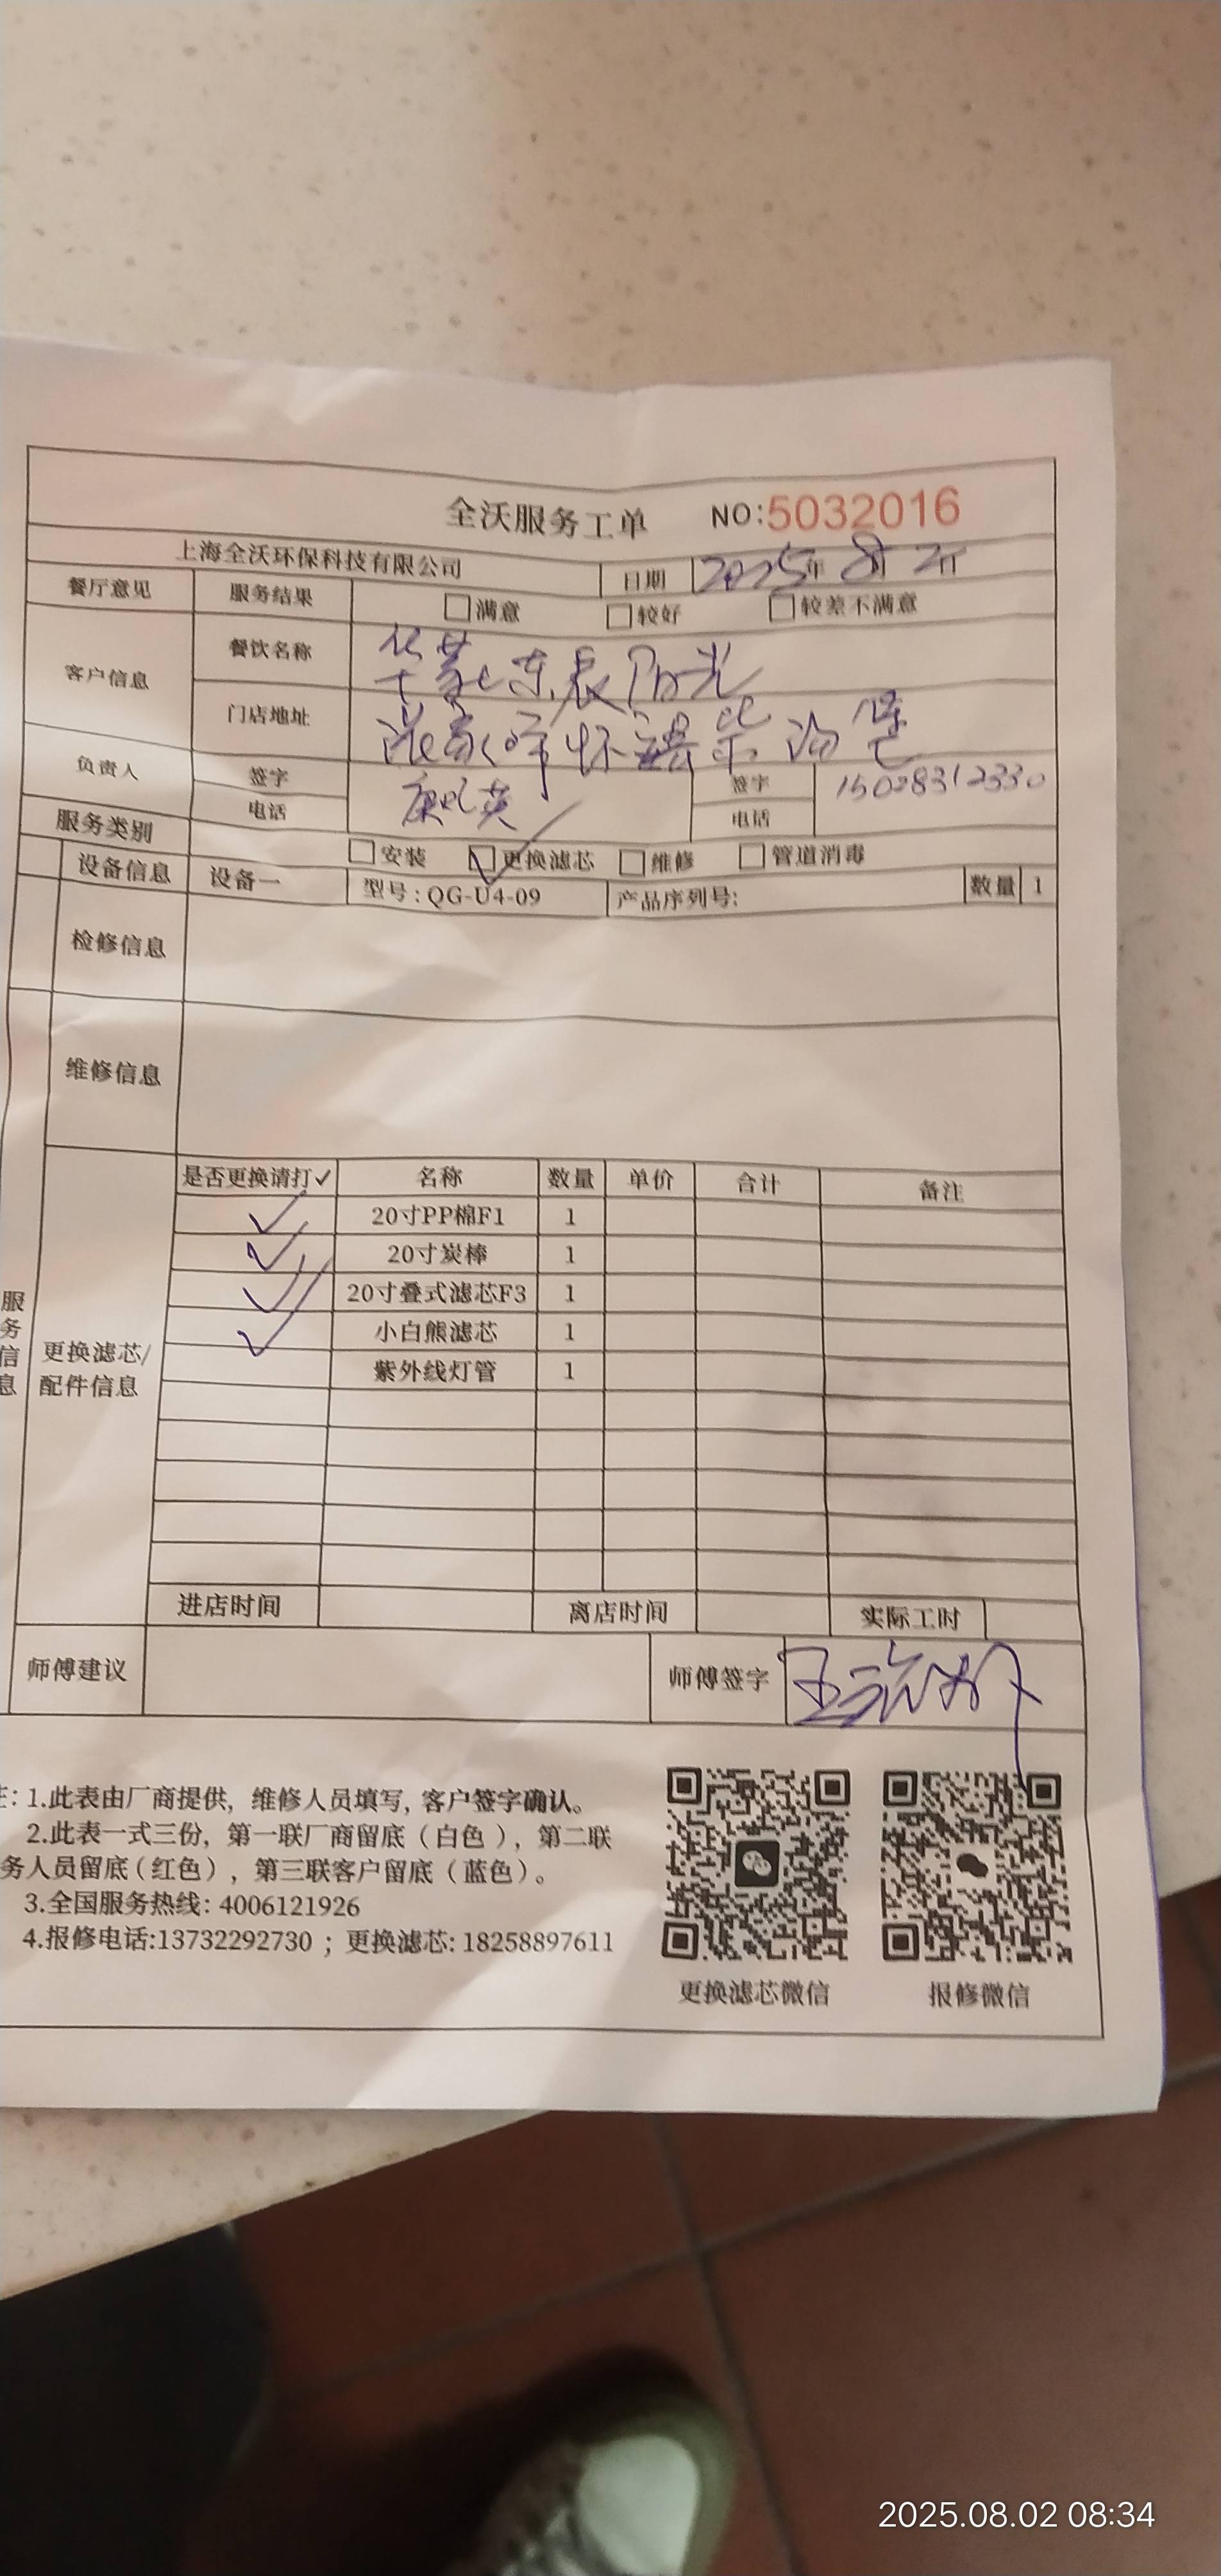 全沃服务工单 NO:5032016
上海全沃环保科技有限公司 日期 2025年8月2日
餐厅意见 服务结果 满意 较好 较差不满意
客户信息 餐饮名称 东 阳光
门店地址 张家 怀 堡
负责人 签字 签字 15028312330
电话 英 电话
服务类别 安装 更换滤芯 维修 管道消毒
设备信息 设备一 型号:QG-U4-09 产品序列号: 数量 1
检修信息
维修信息
是否更换请打✓ 名称 数量 单价 合计 备注
✓ 20寸PP棉F1 1
✓ 20寸炭棒 1
✓ 20寸叠式滤芯F3 1
✓ 小白熊滤芯 1
紫外线灯管 1
服务信息
更换滤芯/
配件信息
进店时间 离店时间 实际工时
师傅建议 师傅签字 王
注: 1.此表由厂商提供, 维修人员填写, 客户签字确认。
2.此表一式三份, 第一联厂商留底（白色）, 第二联
务人员留底(红色), 第三联客户留底（蓝色）。
3.全国服务热线: 4006121926
4.报修电话:13732292730 ; 更换滤芯: 18258897611
更换滤芯微信 报修微信
2025.08.02 08:34